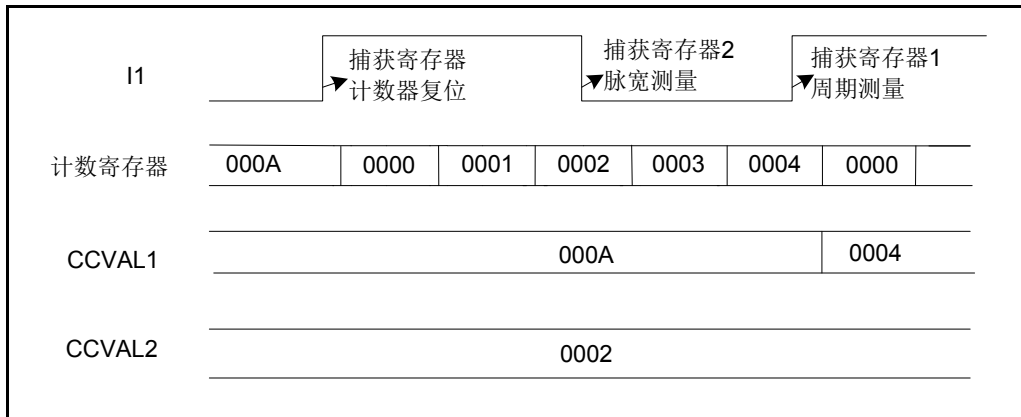 I1
捕获寄存器
计数器复位
捕获寄存器2
脉宽测量
捕获寄存器1
周期测量
计数寄存器 000A 0000 0001 0002 0003 0004 0000
CCVAL1 000A 0004
CCVAL2 0002